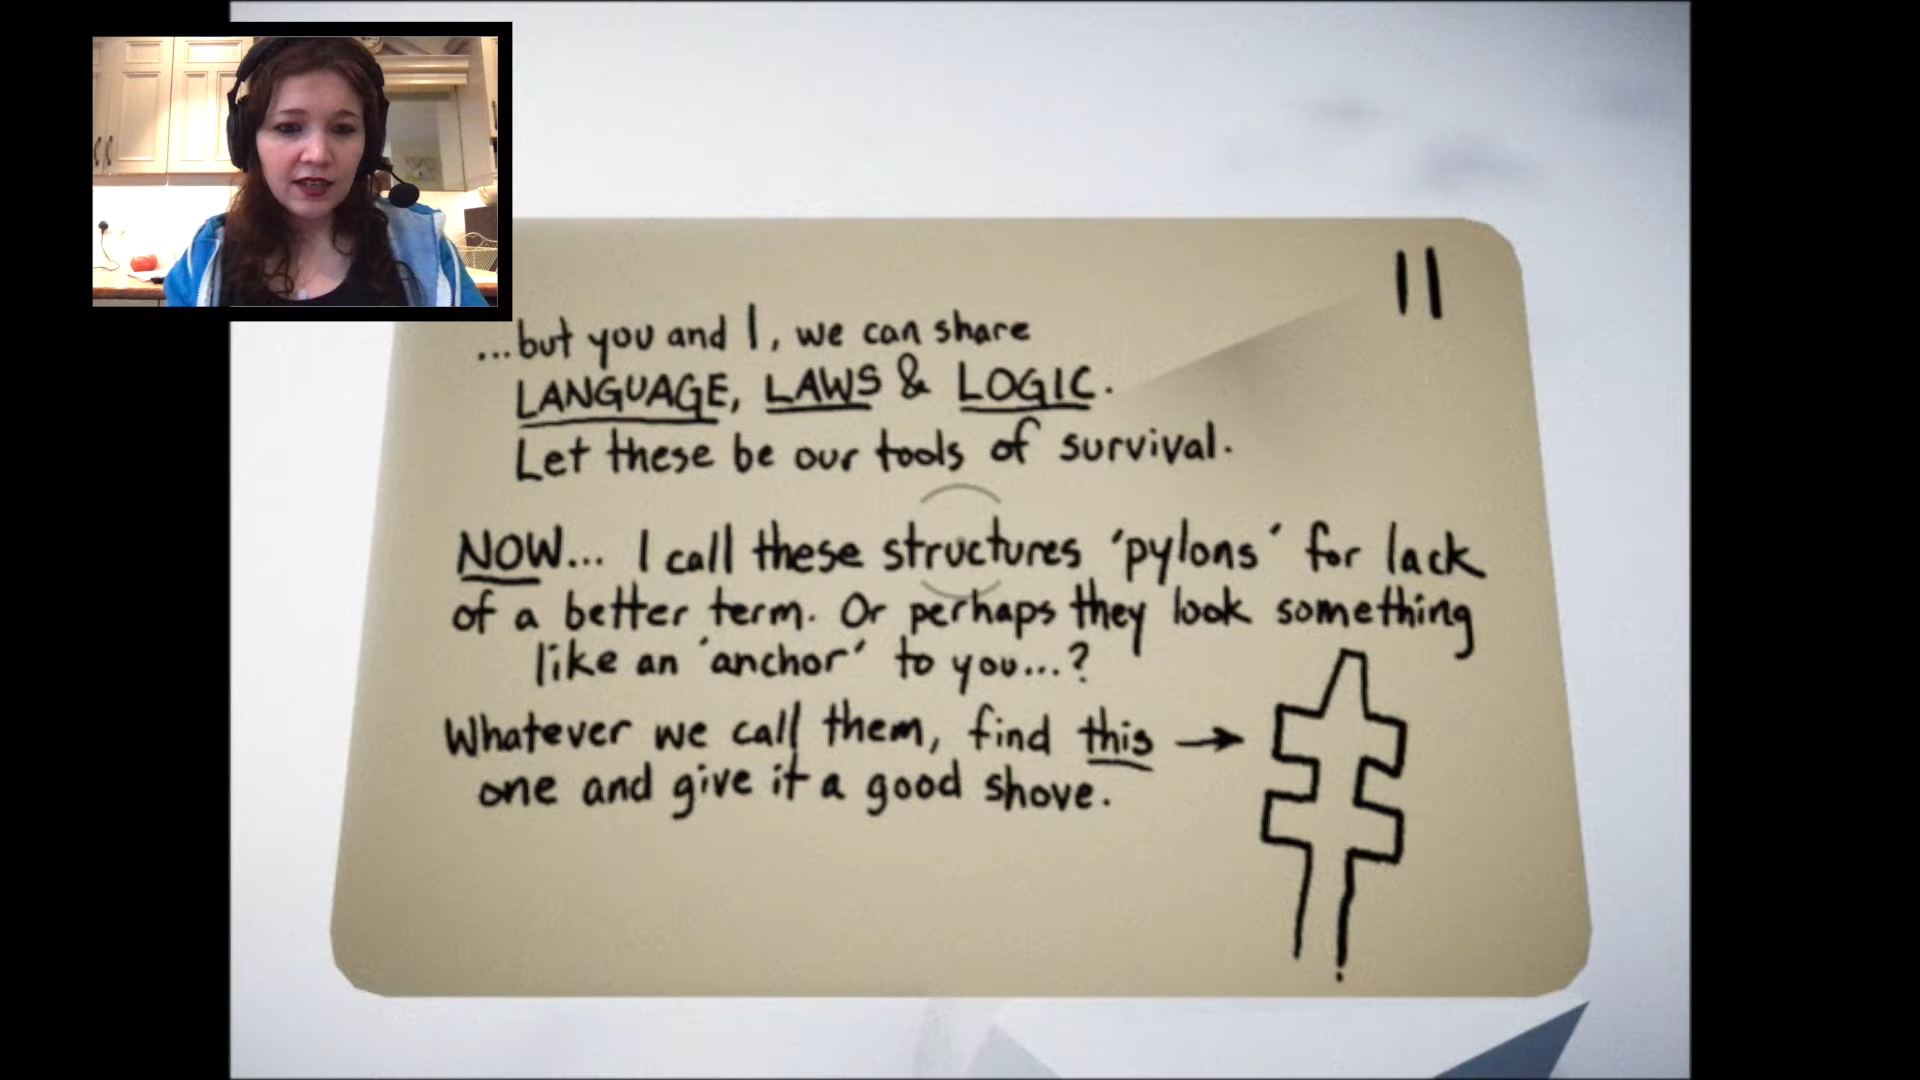 11
...but you and I, we can share
LANGUAGE, LAWS & LOGIC.
Let these be our tools of survival.
NOW... I call these structures 'pylons' for lack
of a better term. Or perhaps they look something
like an 'anchor' to you...?
Whatever we call them, find this →
one and give it a good shove.